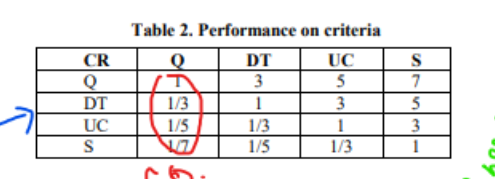 Table 2. Performance on criteria
CR Q DT UC S
Q 1 3 5 7
DT 1/3 1 3 5
UC 1/5 1/3 1 3
S 1/7 1/5 1/3 1